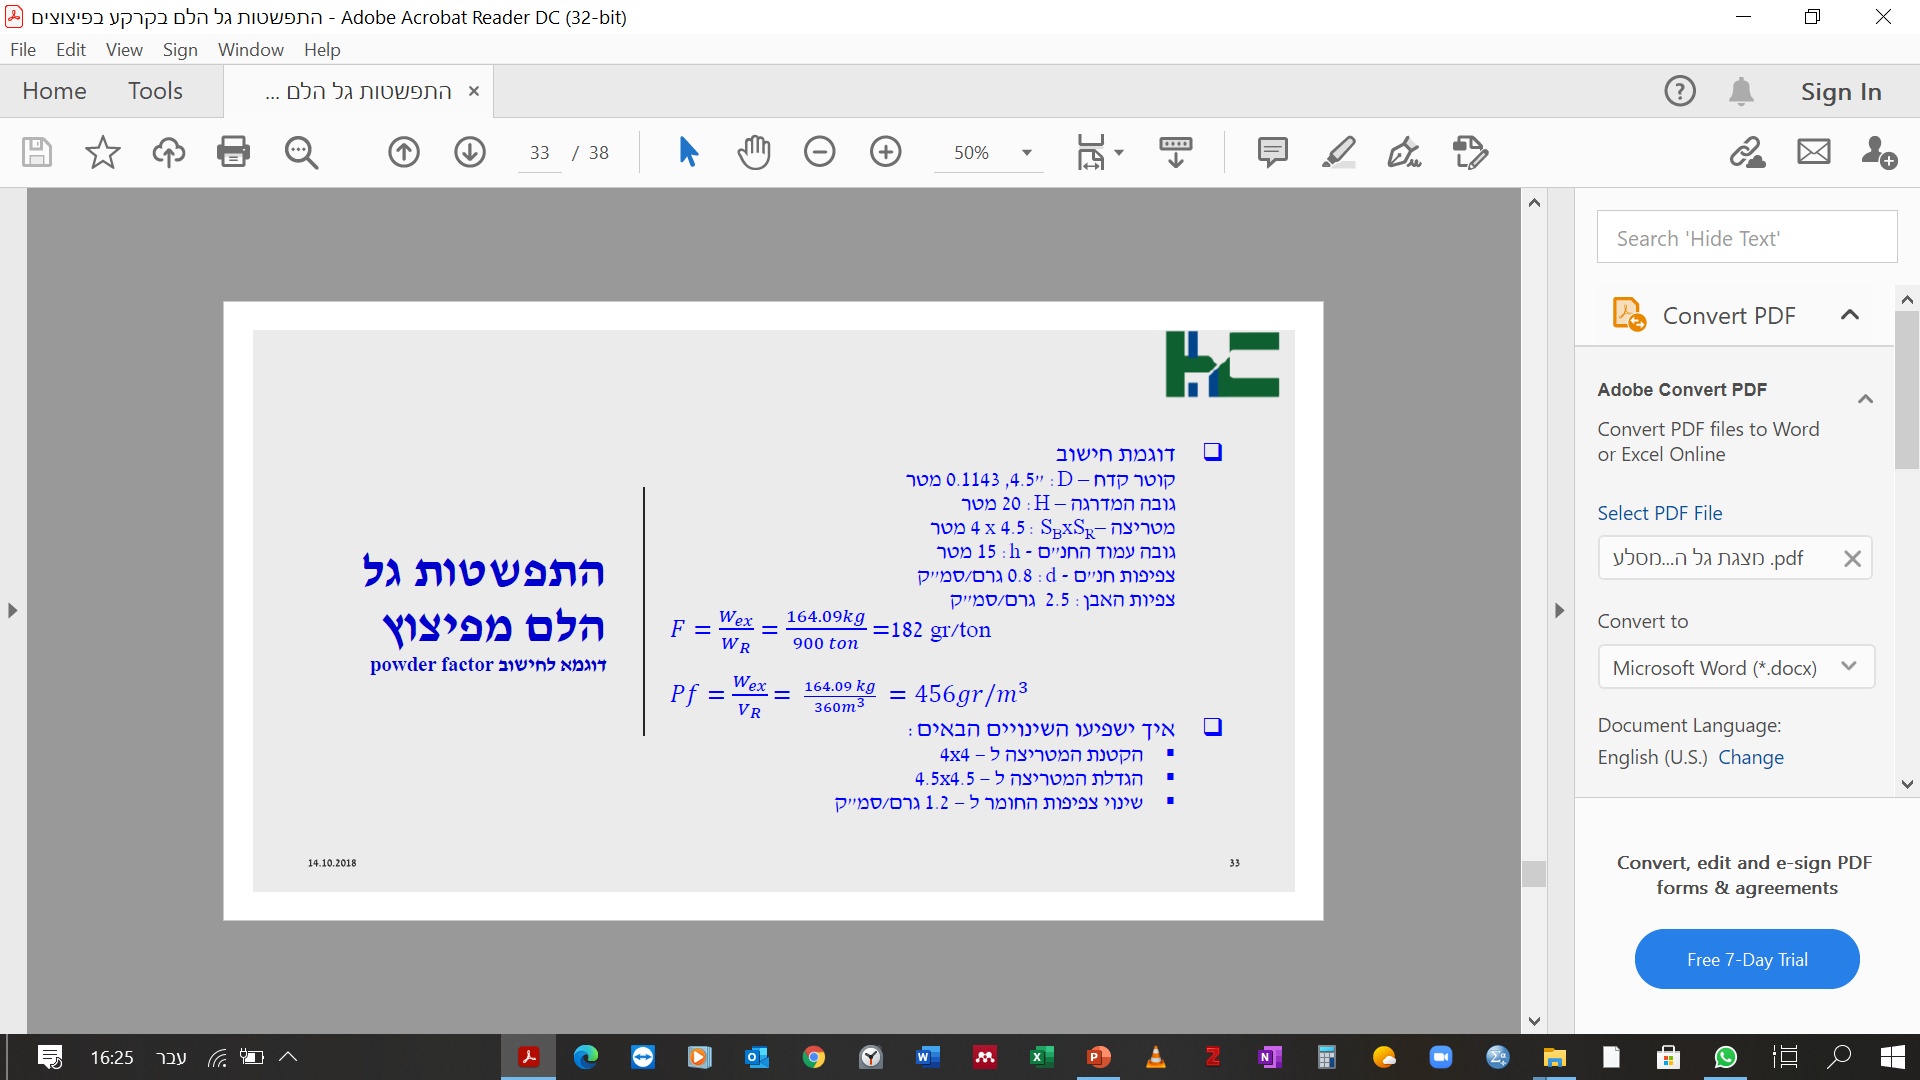 התפשטות גל הלם בקרקע בפיצוצים - Adobe Acrobat Reader DC (32-bit)
File Edit View Sign Window Help
Home Tools התפשטות גל הלם ... × Sign In
33 / 38 50%
Search 'Hide Text'
Convert PDF
Adobe Convert PDF
Convert PDF files to Word
or Excel Online
Select PDF File
מצגת גל ה...מסלע .pdf
Convert to
Microsoft Word (*.docx)
Document Language:
English (U.S.) Change
Convert, edit and e-sign PDF
forms & agreements
Free 7-Day Trial
דוגמת חישוב
קוטר קדח – D : 4.5״, 0.1143 מטר
גובה המדרגה – H : 20 מטר
מטריצה – SBxSR : 4 x 4.5 מטר
גובה עמוד החנ״ם - h : 15 מטר
צפיפות חנ״ם - d : 0.8 גרם/סמ״ק
צפיות האבן : 2.5 גרם/סמ״ק
F = Wex/WR = 164.09kg/900 ton =182 gr/ton
Pf = Wex/VR = 164.09 kg/360m³ = 456gr/m³
איך ישפיעו השינויים הבאים :
הקטנת המטריצה ל – 4x4
הגדלת המטריצה ל – 4.5x4.5
שינוי צפיפות החומר ל – 1.2 גרם/סמ״ק
התפשטות גל
הלם מפיצוץ
דוגמא לחישוב powder factor
14.10.2018
33
16:25 עבר